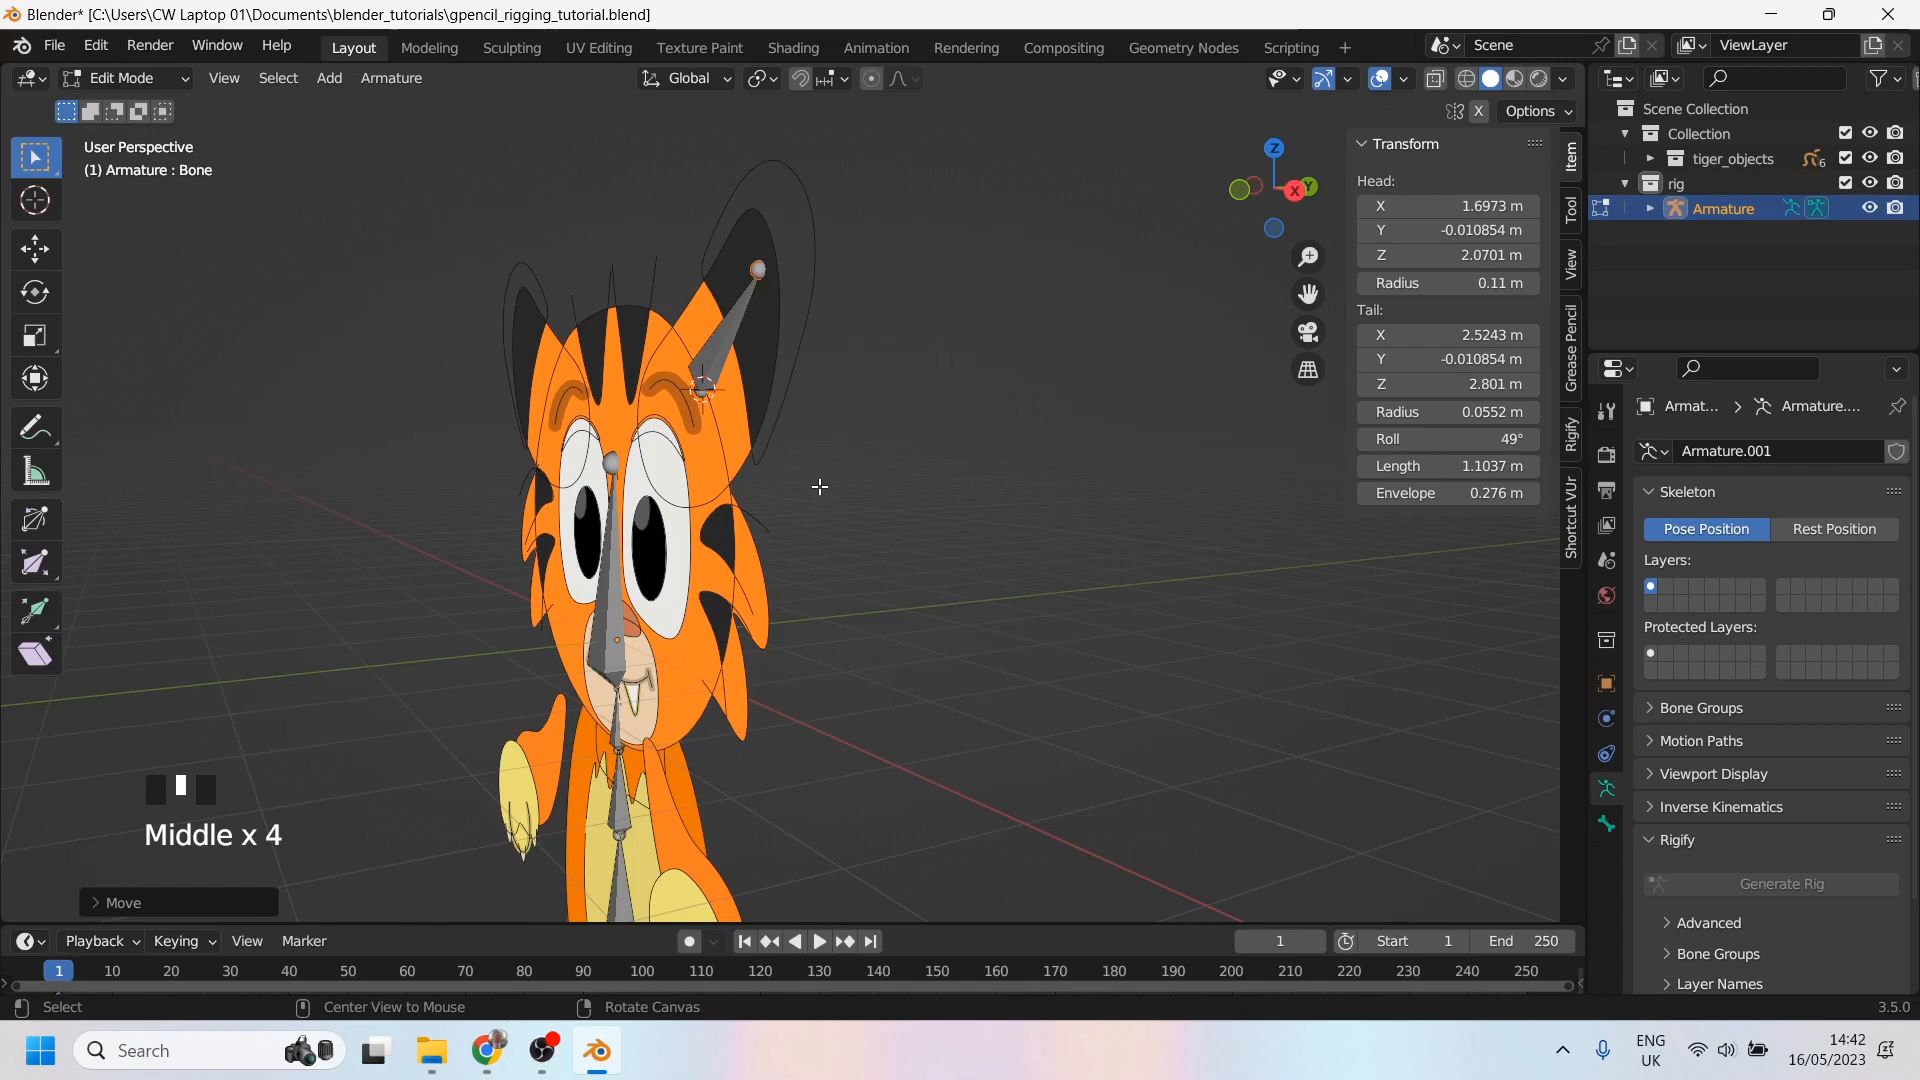 Blender* [C:\Users\CW Laptop 01\Documents\blender_tutorials\gpencil_rigging_tutorial.blend]
File Edit Render Window Help Layout Modeling Sculpting UV Editing Texture Paint Shading Animation Rendering Compositing Geometry Nodes Scripting + Scene ViewLayer
Edit Mode View Select Add Armature Global
X Options
User Perspective
(1) Armature : Bone
Z
Y
X
Transform
Head:
X 1.6973 m
Y -0.010854 m
Z 2.0701 m
Radius 0.11 m
Tail:
X 2.5243 m
Y -0.010854 m
Z 2.801 m
Radius 0.0552 m
Roll 49°
Length 1.1037 m
Envelope 0.276 m
Item
Tool
View
Grease Pencil
Rigify
Shortcut VUr
Scene Collection
Collection
tiger_objects 6
rig
Armature
Armat... > Armature....
Armature.001
Skeleton
Pose Position Rest Position
Layers:
Protected Layers:
Bone Groups
Motion Paths
Viewport Display
Inverse Kinematics
Rigify
Generate Rig
Advanced
Bone Groups
Layer Names
Middle x 4
Move
Playback Keying View Marker 1 Start 1 End 250
1 10 20 30 40 50 60 70 80 90 100 110 120 130 140 150 160 170 180 190 200 210 220 230 240 250
Select Center View to Mouse Rotate Canvas 3.5.0
Search
ENG
UK
14:42
16/05/2023